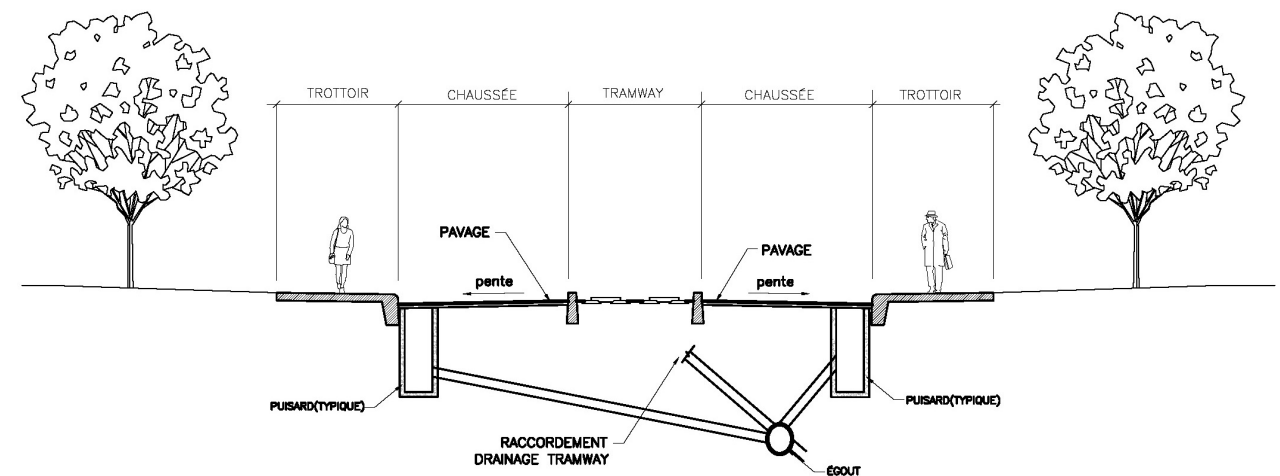 TROTTOIR CHAUSSÉE TRAMWAY CHAUSSÉE TROTTOIR
PAVAGE PAVAGE
pente pente
PUISARD(TYPIQUE) PUISARD(TYPIQUE)
RACCORDEMENT
DRAINAGE TRAMWAY
ÉGOUT